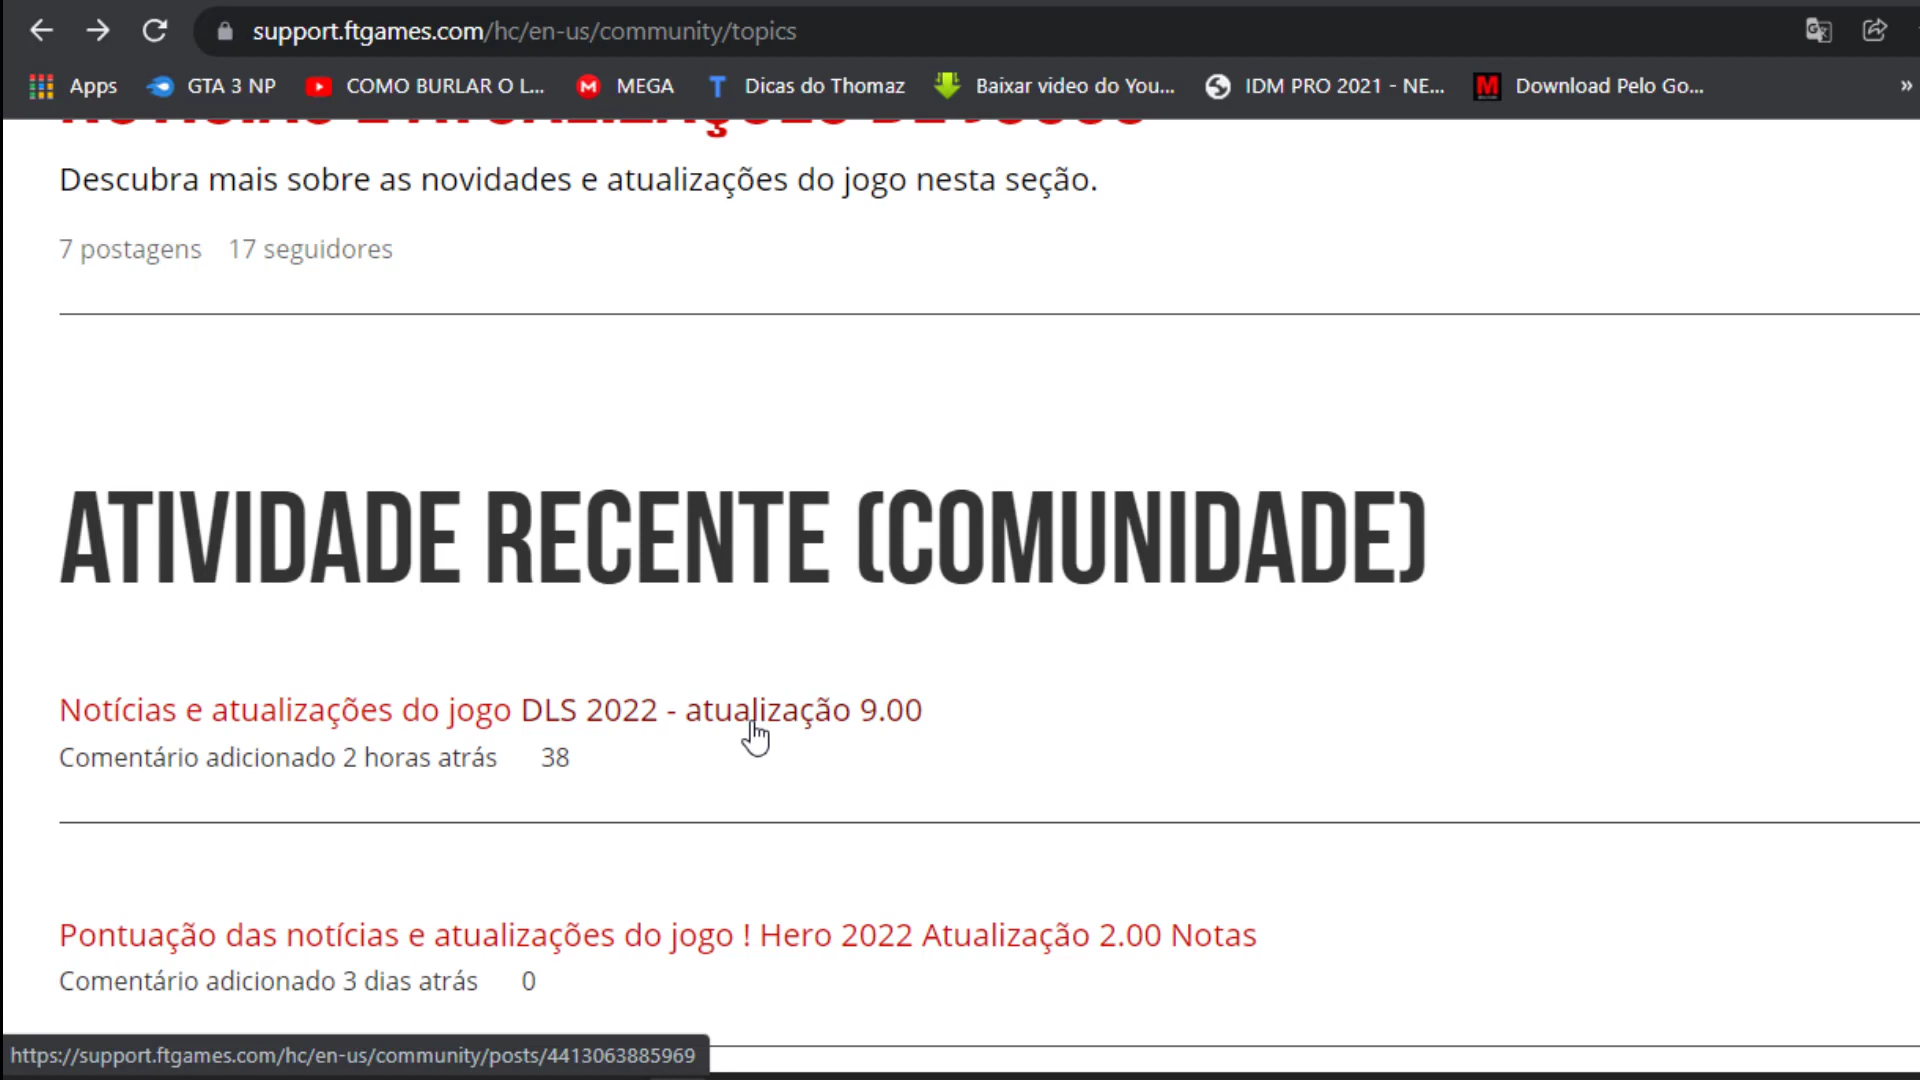 support.ftgames.com/hc/en-us/community/topics
Apps GTA 3 NP COMO BURLAR O L... MEGA Dicas do Thomaz Baixar video do You... IDM PRO 2021 - NE... Download Pelo Go... »
Descubra mais sobre as novidades e atualizações do jogo nesta seção.
7 postagens 17 seguidores
ATIVIDADE RECENTE (COMUNIDADE)
Notícias e atualizações do jogo DLS 2022 - atualização 9.00
Comentário adicionado 2 horas atrás 38
Pontuação das notícias e atualizações do jogo ! Hero 2022 Atualização 2.00 Notas
Comentário adicionado 3 dias atrás 0
https://support.ftgames.com/hc/en-us/community/posts/4413063885969